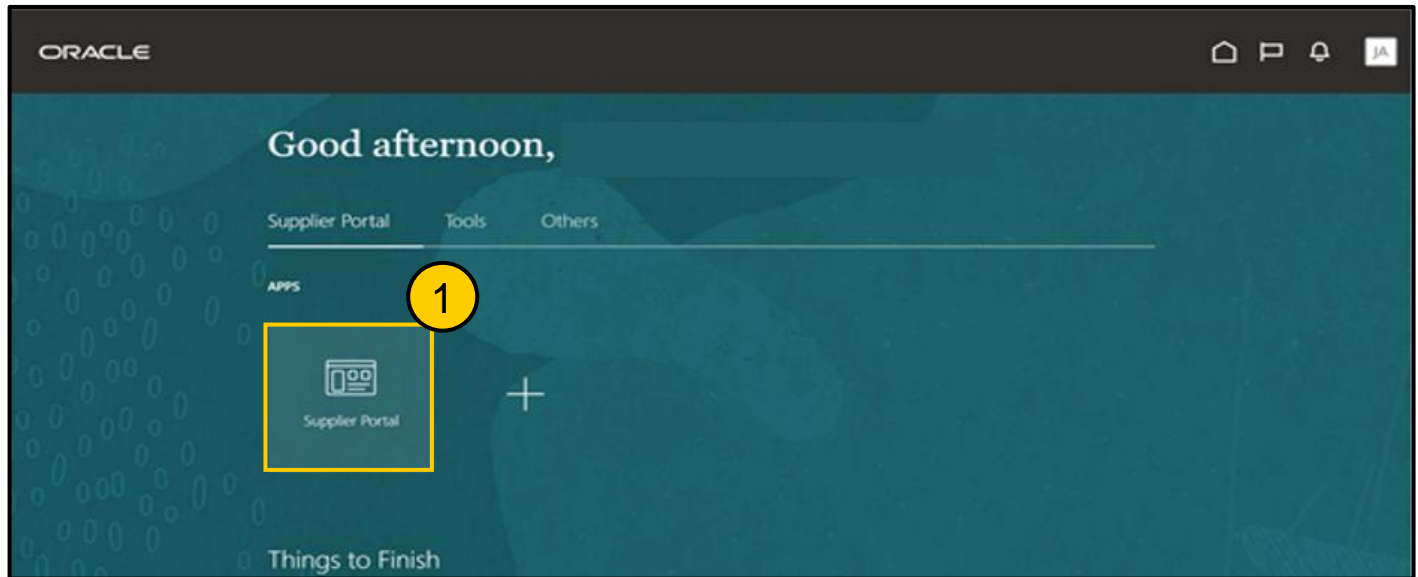 ORACLE
JA
Good afternoon,
Supplier Portal Tools Others
APPS
1
Supplier Portal
Things to Finish